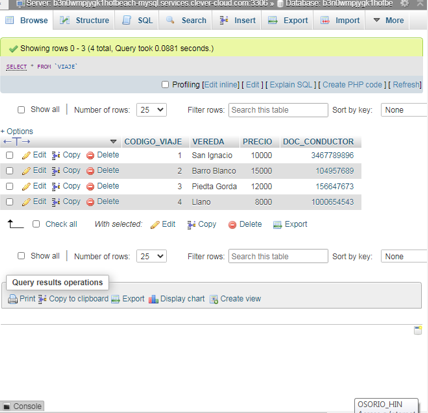 Server: b3n0wmpjygk1fhotbeach-mysql.services.clever-cloud.com:3306 » Database: b3n0wmpjygk1fhotbe
Browse Structure SQL Search Insert Export Import More
Showing rows 0 - 3 (4 total, Query took 0.0881 seconds.)
SELECT * FROM `VIAJE`
Profiling [Edit inline] [ Edit ] [ Explain SQL ] [ Create PHP code ] [ Refresh]
Show all Number of rows: 25 Filter rows: Search this table Sort by key: None
+ Options
CODIGO_VIAJE VEREDA PRECIO DOC_CONDUCTOR
Edit Copy Delete 1 San Ignacio 10000 3467789896
Edit Copy Delete 2 Barro Blanco 15000 104957689
Edit Copy Delete 3 Piedta Gorda 12000 156647673
Edit Copy Delete 4 Llano 8000 1000654543
Check all With selected: Edit Copy Delete Export
Show all Number of rows: 25 Filter rows: Search this table Sort by key: None
Query results operations
Print Copy to clipboard Export Display chart Create view
Console
OSORIO_HIN